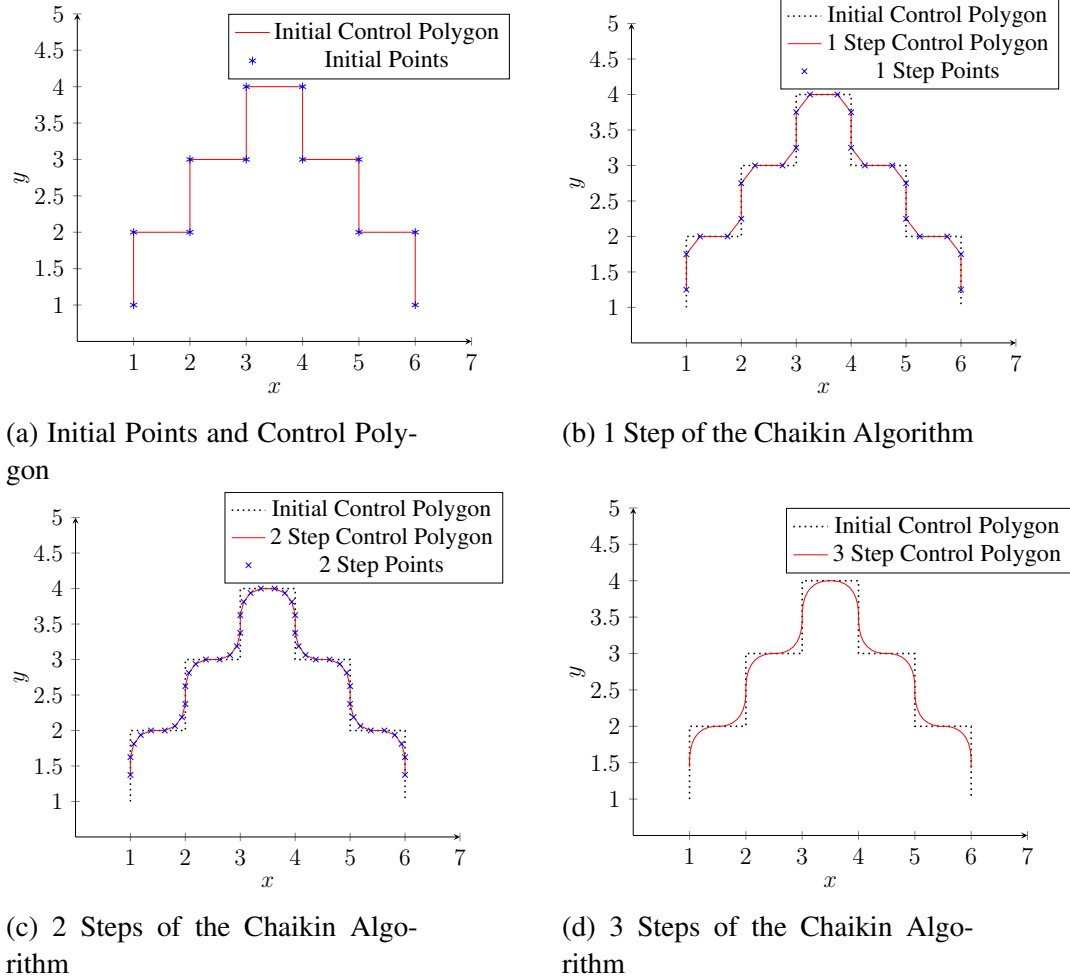 5
4.5
4
3.5
3
2.5
2
1.5
1
y
1 2 3 4 5 6 7
x
Initial Control Polygon
Initial Points
(a) Initial Points and Control Poly-
gon
5
4.5
4
3.5
3
2.5
2
1.5
1
y
1 2 3 4 5 6 7
x
Initial Control Polygon
1 Step Control Polygon
1 Step Points
(b) 1 Step of the Chaikin Algorithm
5
4.5
4
3.5
3
2.5
2
1.5
1
y
1 2 3 4 5 6 7
x
Initial Control Polygon
2 Step Control Polygon
2 Step Points
(c) 2 Steps of the Chaikin Algo-
rithm
5
4.5
4
3.5
3
2.5
2
1.5
1
y
1 2 3 4 5 6 7
x
Initial Control Polygon
3 Step Control Polygon
(d) 3 Steps of the Chaikin Algo-
rithm